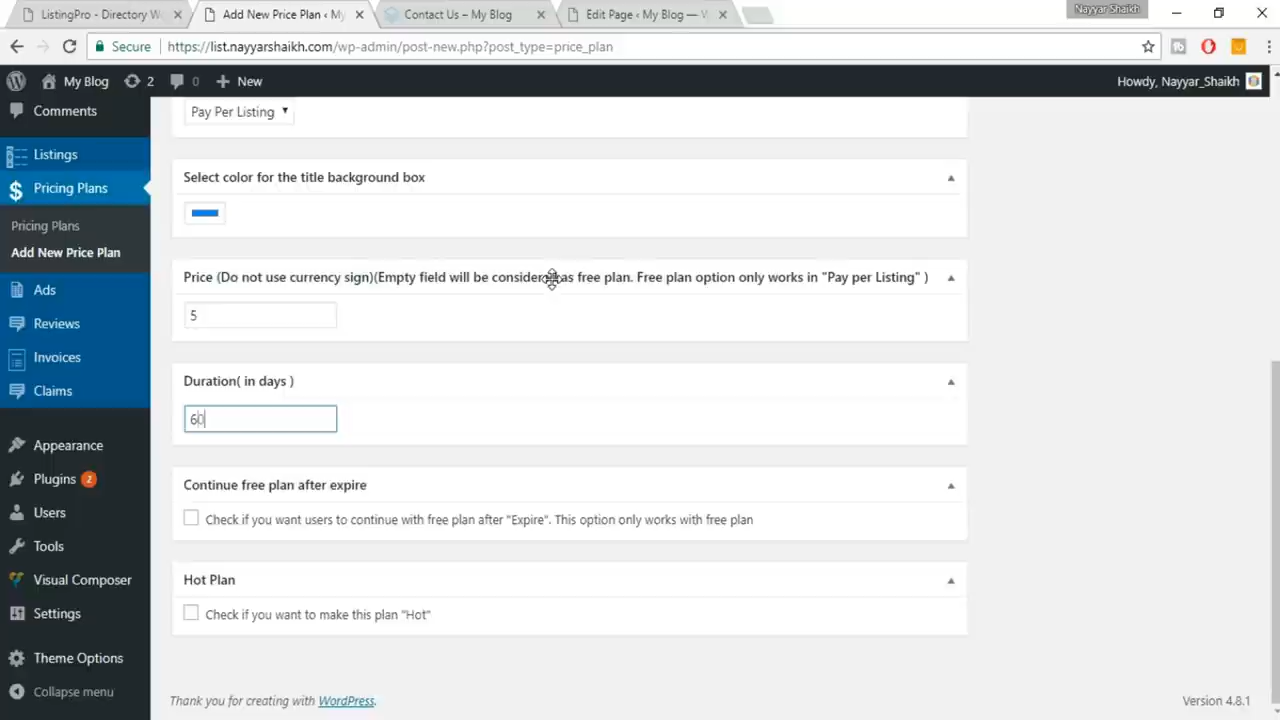 ListingPro - Directory W
Add New Price Plan ‹ M
Contact Us – My Blog
Edit Page ‹ My Blog —
Nayyar Shaikh
Secure
https://list.nayyarshaikh.com/wp-admin/post-new.php?post_type=price_plan
My Blog
2
0
New
Howdy, Nayyar_Shaikh
Comments
Listings
Pricing Plans
Pricing Plans
Add New Price Plan
Ads
Reviews
Invoices
Claims
Appearance
Plugins 2
Users
Tools
Visual Composer
Settings
Theme Options
Collapse menu
Pay Per Listing
Select color for the title background box
Price (Do not use currency sign)(Empty field will be considered as free plan. Free plan option only works in "Pay per Listing" )
5
Duration( in days )
60
Continue free plan after expire
Check if you want users to continue with free plan after "Expire". This option only works with free plan
Hot Plan
Check if you want to make this plan "Hot"
Thank you for creating with WordPress.
Version 4.8.1